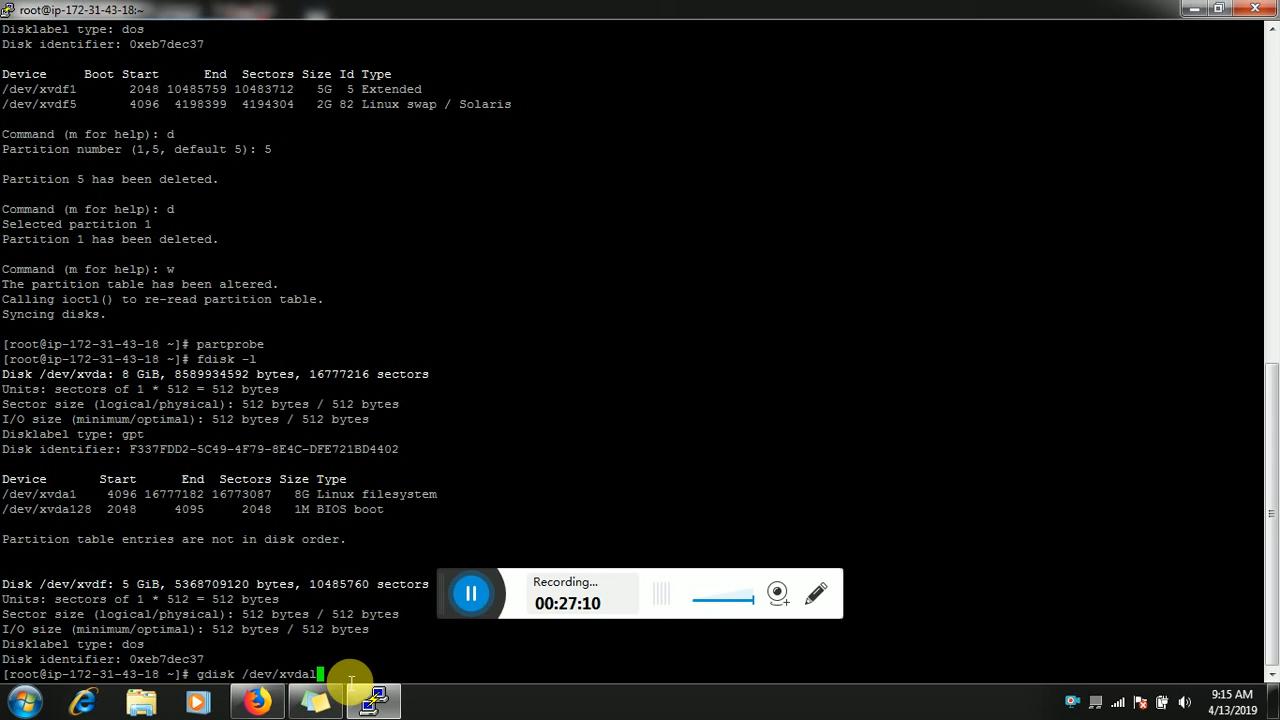 root@ip-172-31-43-18:~
Disklabel type: dos
Disk identifier: 0xeb7dec37
Device     Boot Start      End  Sectors Size Id Type
/dev/xvdf1       2048 10485759 10483712   5G  5 Extended
/dev/xvdf5       4096  4198399  4194304   2G 82 Linux swap / Solaris
Command (m for help): d
Partition number (1,5, default 5): 5
Partition 5 has been deleted.
Command (m for help): d
Selected partition 1
Partition 1 has been deleted.
Command (m for help): w
The partition table has been altered.
Calling ioctl() to re-read partition table.
Syncing disks.
[root@ip-172-31-43-18 ~]# partprobe
[root@ip-172-31-43-18 ~]# fdisk -l
Disk /dev/xvda: 8 GiB, 8589934592 bytes, 16777216 sectors
Units: sectors of 1 * 512 = 512 bytes
Sector size (logical/physical): 512 bytes / 512 bytes
I/O size (minimum/optimal): 512 bytes / 512 bytes
Disklabel type: gpt
Disk identifier: F337FDD2-5C49-4F79-8E4C-DFE721BD4402
Device       Start      End  Sectors Size Type
/dev/xvda1    4096 16777182 16773087   8G Linux filesystem
/dev/xvda128  2048     4095     2048   1M BIOS boot
Partition table entries are not in disk order.
Disk /dev/xvdf: 5 GiB, 5368709120 bytes, 10485760 sectors
Units: sectors of 1 * 512 = 512 bytes
Sector size (logical/physical): 512 bytes / 512 bytes
I/O size (minimum/optimal): 512 bytes / 512 bytes
Disklabel type: dos
Disk identifier: 0xeb7dec37
[root@ip-172-31-43-18 ~]# gdisk /dev/xvdal
Recording...
00:27:10
9:15 AM
4/13/2019